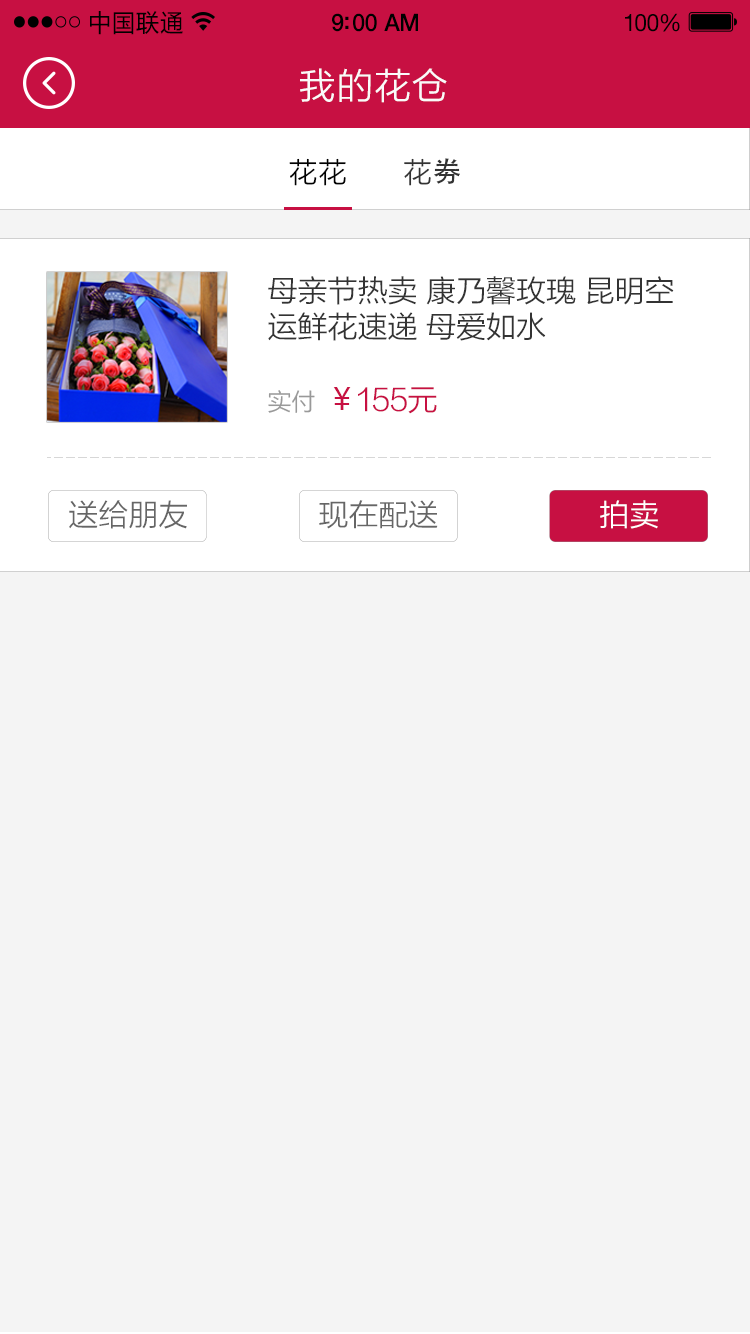 中国联通 9:00 AM 100%
我的花仓
花花 花券
母亲节热卖 康乃馨玫瑰 昆明空
运鲜花速递 母爱如水
实付 ¥155元
送给朋友 现在配送 拍卖